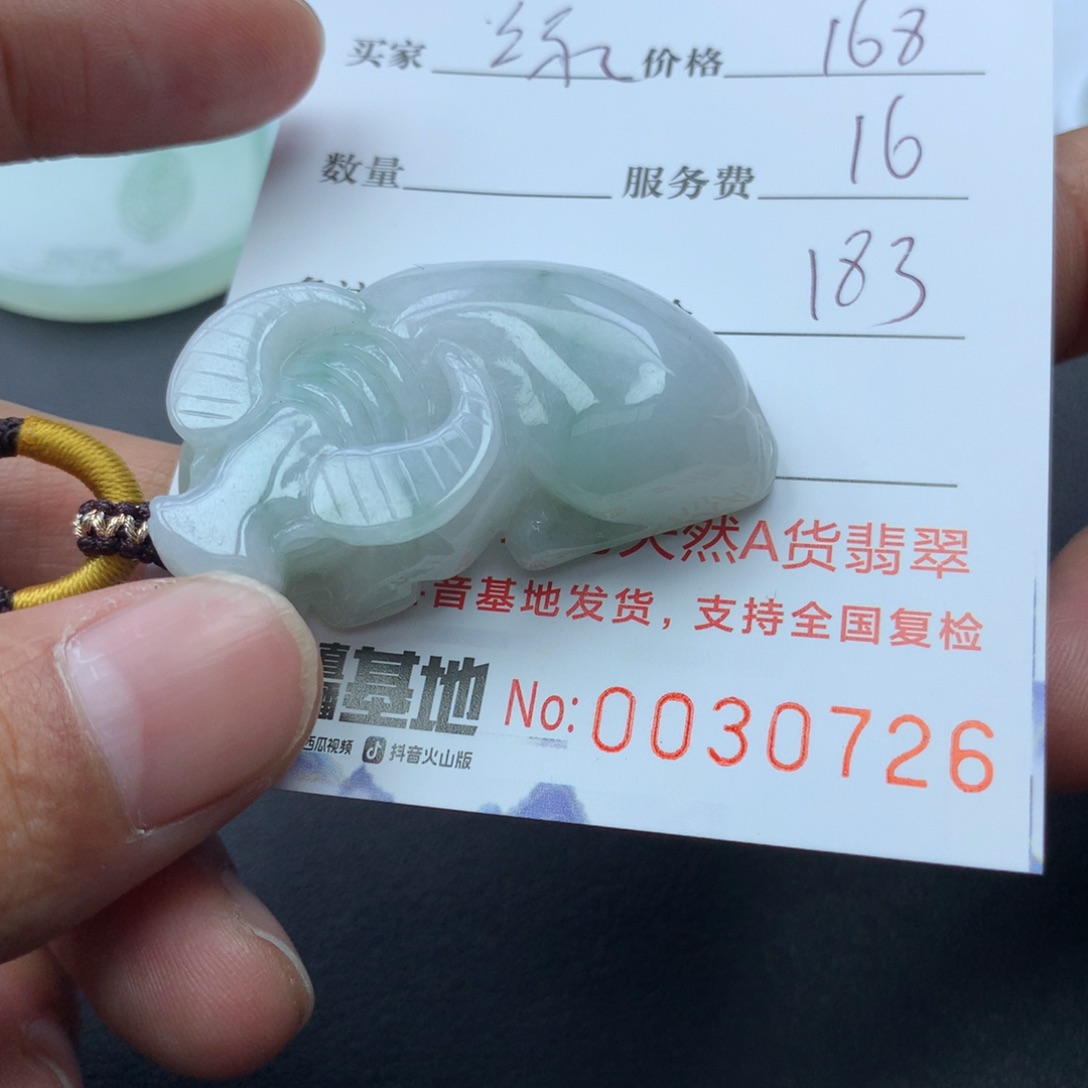 买家 缘 价格 168
数量 服务费 16
183
天然A货翡翠
音基地发货，支持全国复检
基地 No:0030726
西瓜视频 抖音火山版